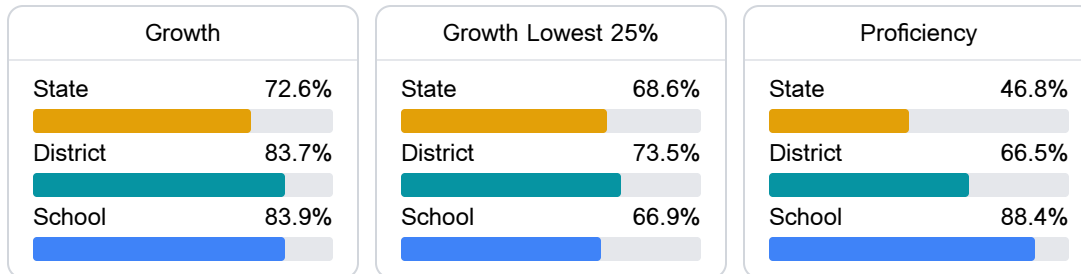 Growth
State 72.6%
District 83.7%
School 83.9%
Growth Lowest 25%
State 68.6%
District 73.5%
School 66.9%
Proficiency
State 46.8%
District 66.5%
School 88.4%